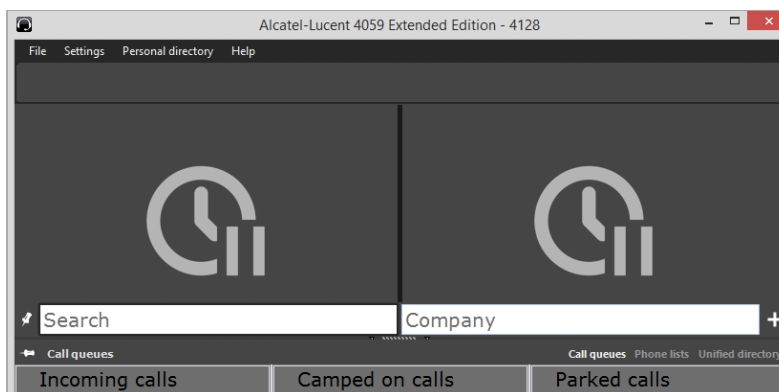 Alcatel-Lucent 4059 Extended Edition - 4128
File Settings Personal directory Help
Search Company
Call queues Call queues Phone lists Unified directory
Incoming calls Camped on calls Parked calls